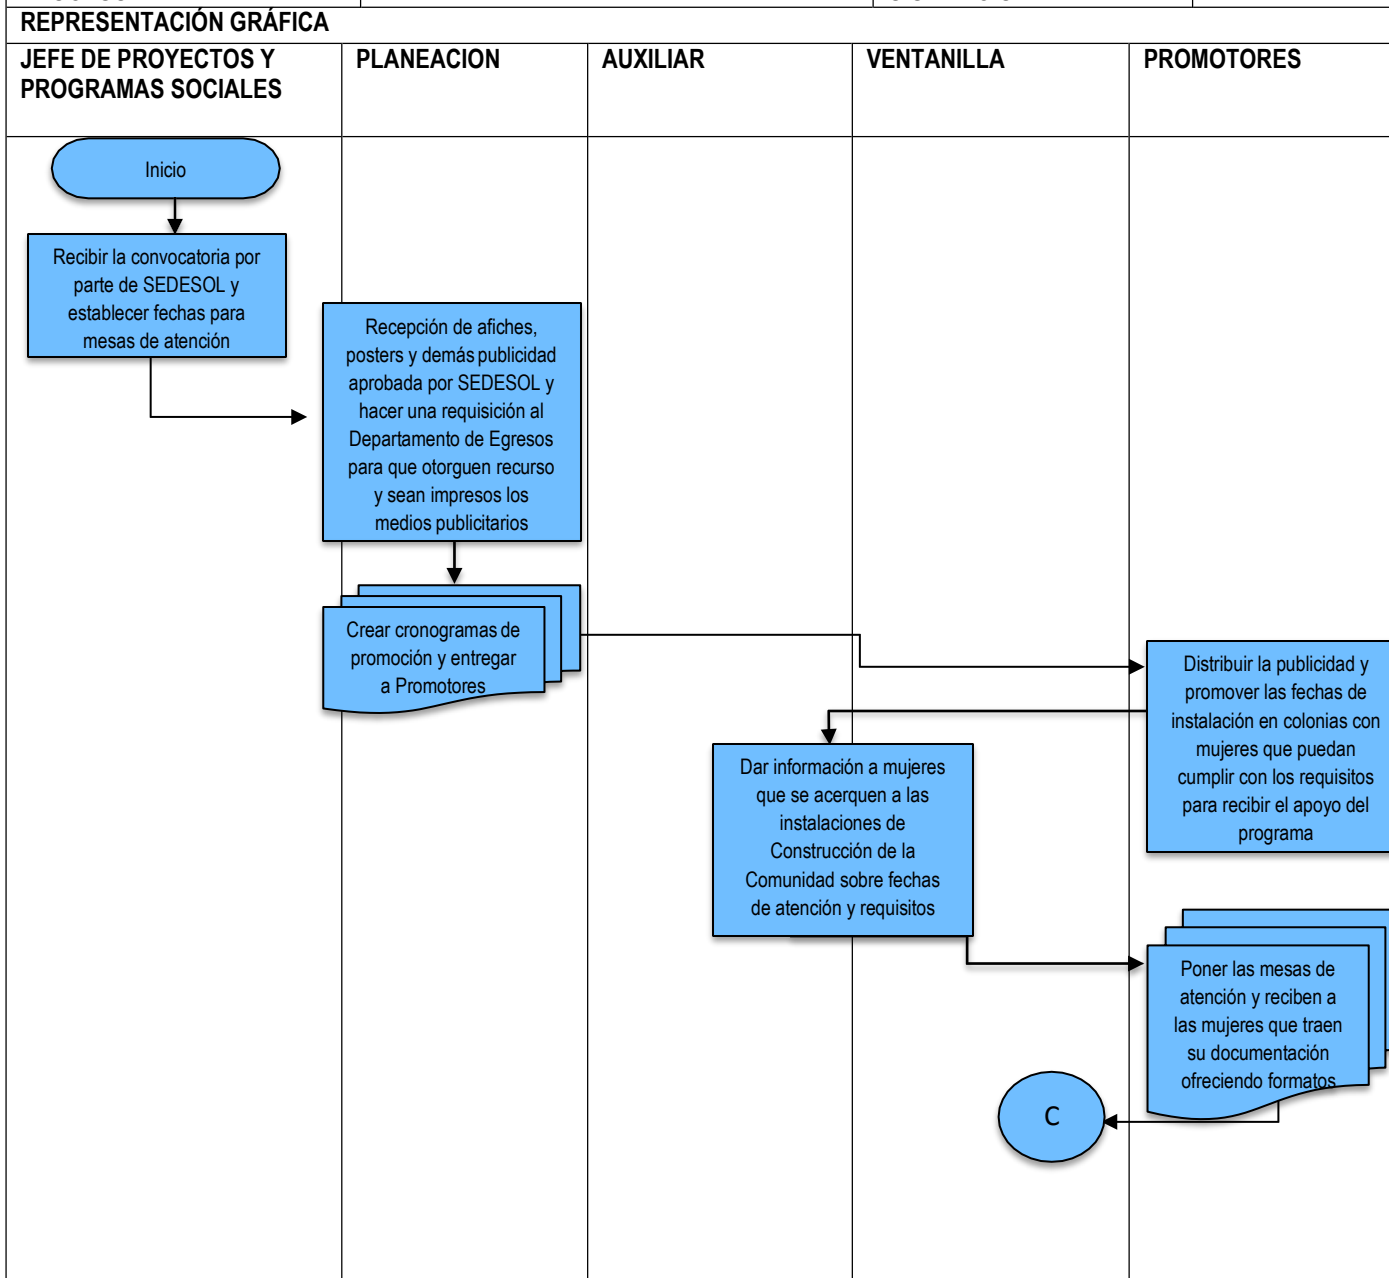 REPRESENTACIÓN GRÁFICA
JEFE DE PROYECTOS Y
PROGRAMAS SOCIALES
PLANEACION
AUXILIAR
VENTANILLA
PROMOTORES
Inicio
Recibir la convocatoria por
parte de SEDESOL y
establecer fechas para
mesas de atención
Recepción de afiches,
posters y demás publicidad
aprobada por SEDESOL y
hacer una requisición al
Departamento de Egresos
para que otorguen recurso
y sean impresos los
medios publicitarios
Crear cronogramas de
promoción y entregar
a Promotores
Distribuir la publicidad y
promover las fechas de
instalación en colonias con
mujeres que puedan
cumplir con los requisitos
para recibir el apoyo del
programa
Dar información a mujeres
que se acerquen a las
instalaciones de
Construcción de la
Comunidad sobre fechas
de atención y requisitos
Poner las mesas de
atención y reciben a
las mujeres que traen
su documentación
ofreciendo formatos
C